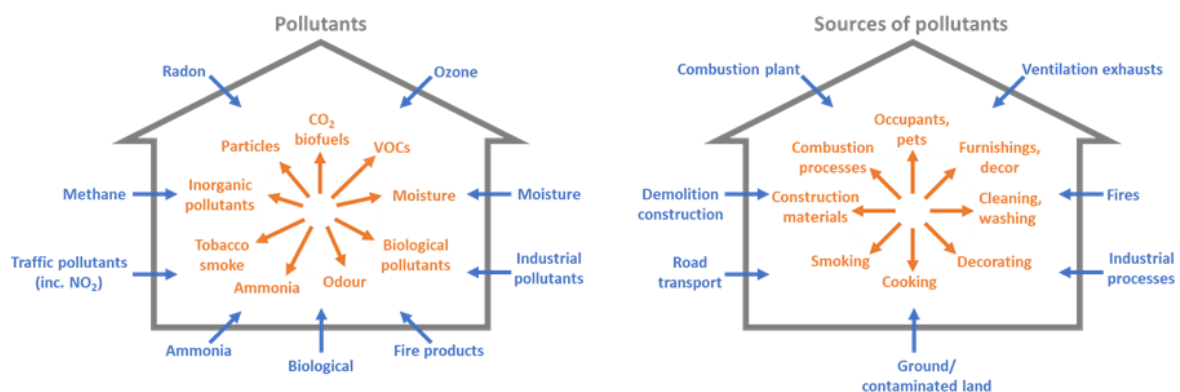 Pollutants
Radon
Ozone
CO₂
biofuels
Particles
VOCs
Methane
Inorganic
pollutants
Moisture
Moisture
Tobacco
smoke
Biological
pollutants
Traffic pollutants
(inc. NO₂)
Industrial
pollutants
Ammonia
Odour
Ammonia
Biological
Fire products
Sources of pollutants
Combustion plant
Ventilation exhausts
Occupants,
pets
Combustion
processes
Furnishings,
decor
Demolition
construction
Construction
materials
Cleaning,
washing
Fires
Road
transport
Smoking
Decorating
Industrial
processes
Cooking
Ground/
contaminated land